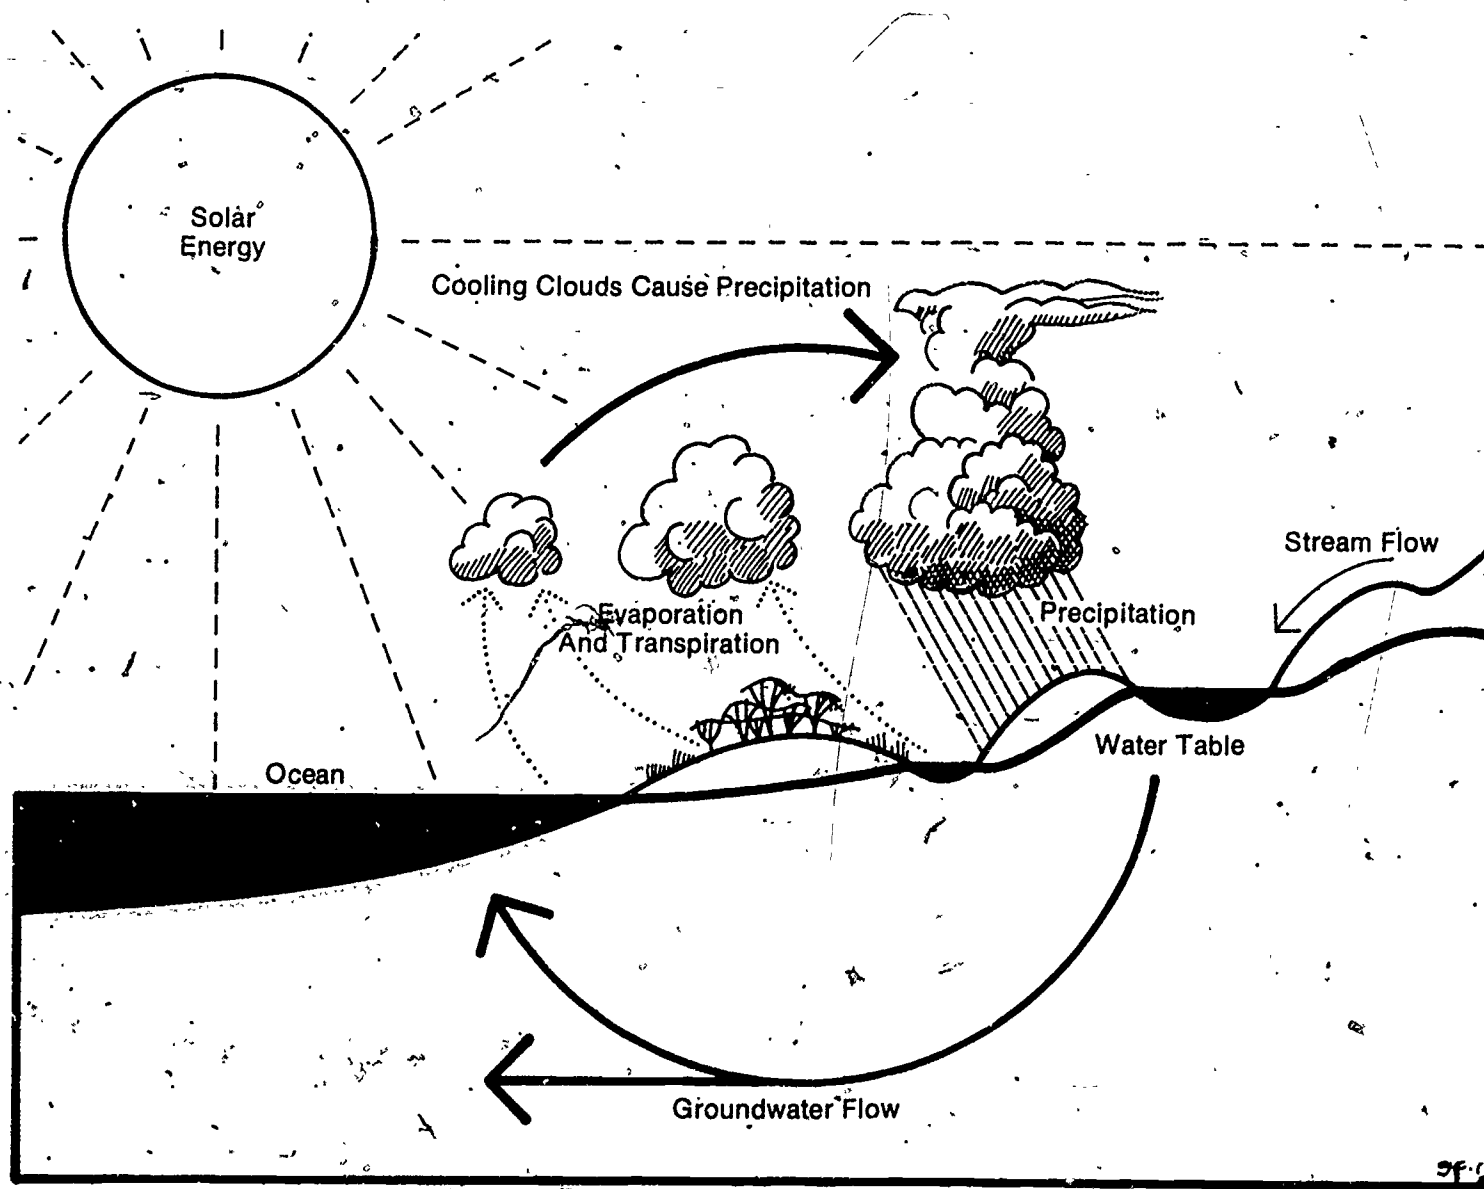 Solar
Energy
Cooling Clouds Cause Precipitation
Stream Flow
Evaporation
And Transpiration
Precipitation
Water Table
Ocean
Groundwater Flow